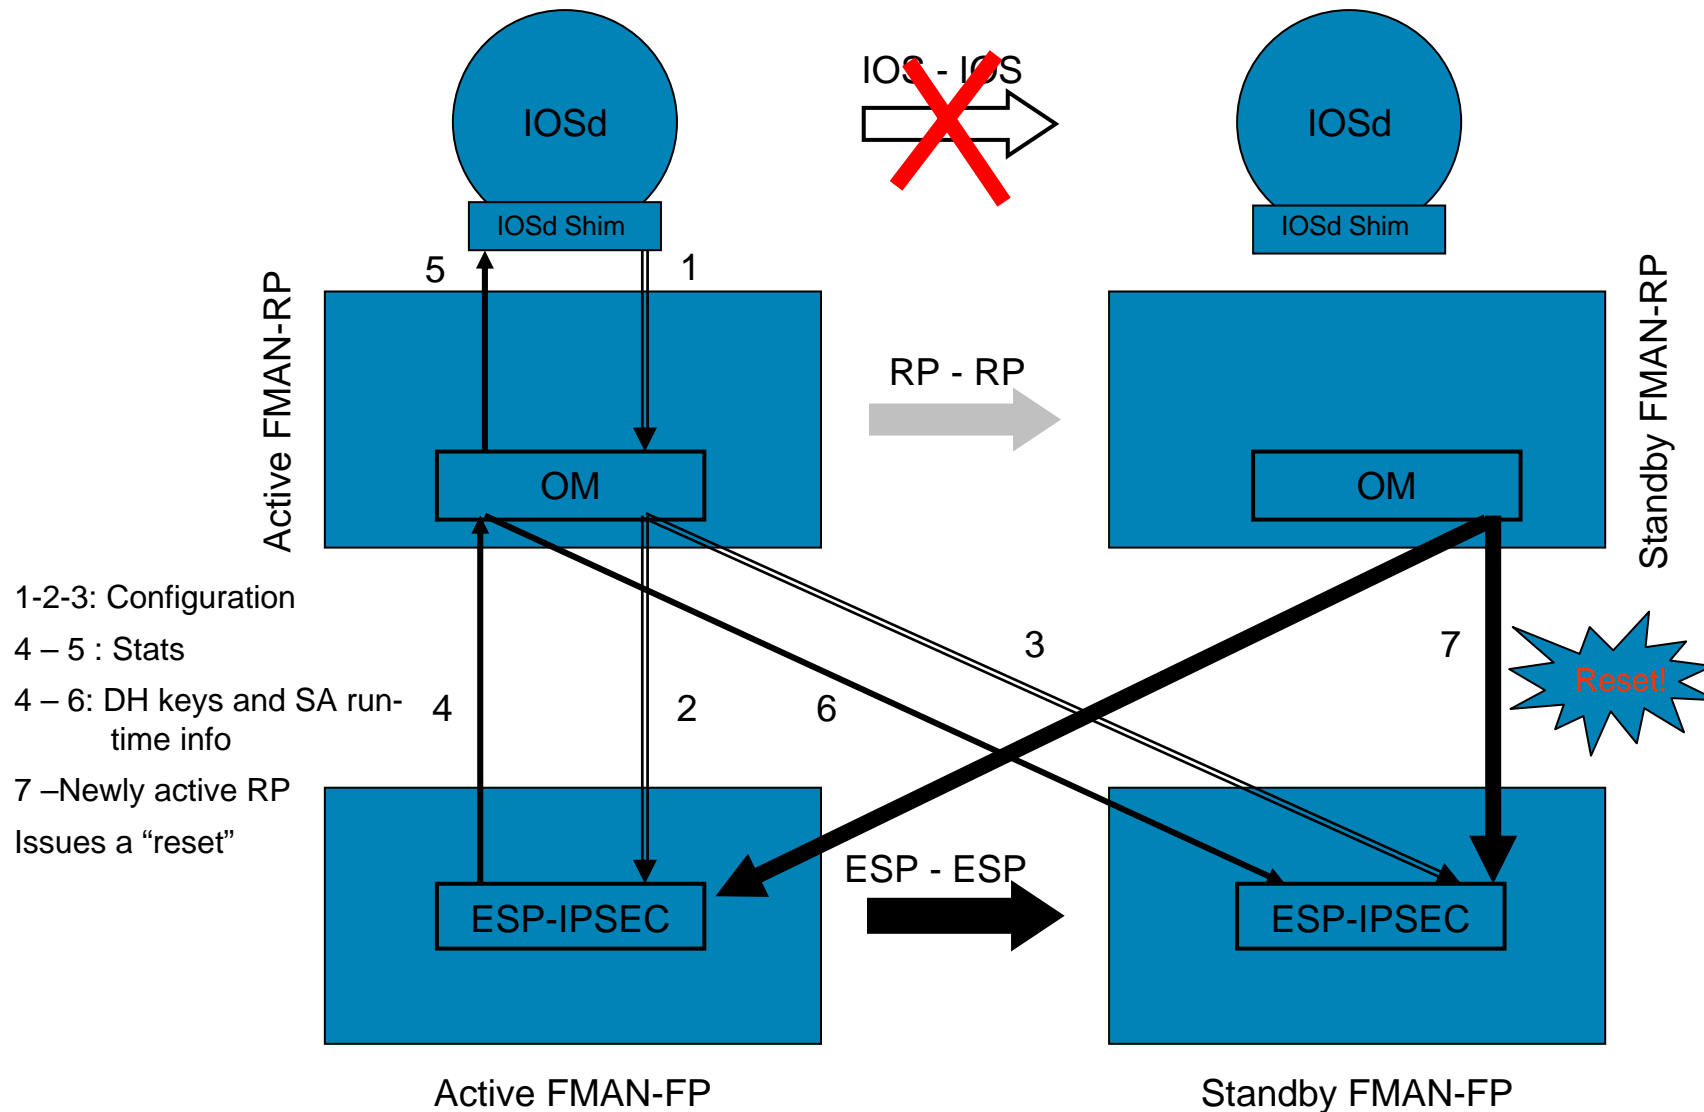 IOSd
IOS - IOS
IOSd
IOSd Shim
IOSd Shim
5
1
Active FMAN-RP
RP - RP
Standby FMAN-RP
OM
OM
1-2-3: Configuration
4 – 5 : Stats
4 – 6: DH keys and SA run-
time info
7 –Newly active RP
Issues a “reset”
4
2
6
3
7
Reset!
ESP - ESP
ESP-IPSEC
ESP-IPSEC
Active FMAN-FP
Standby FMAN-FP